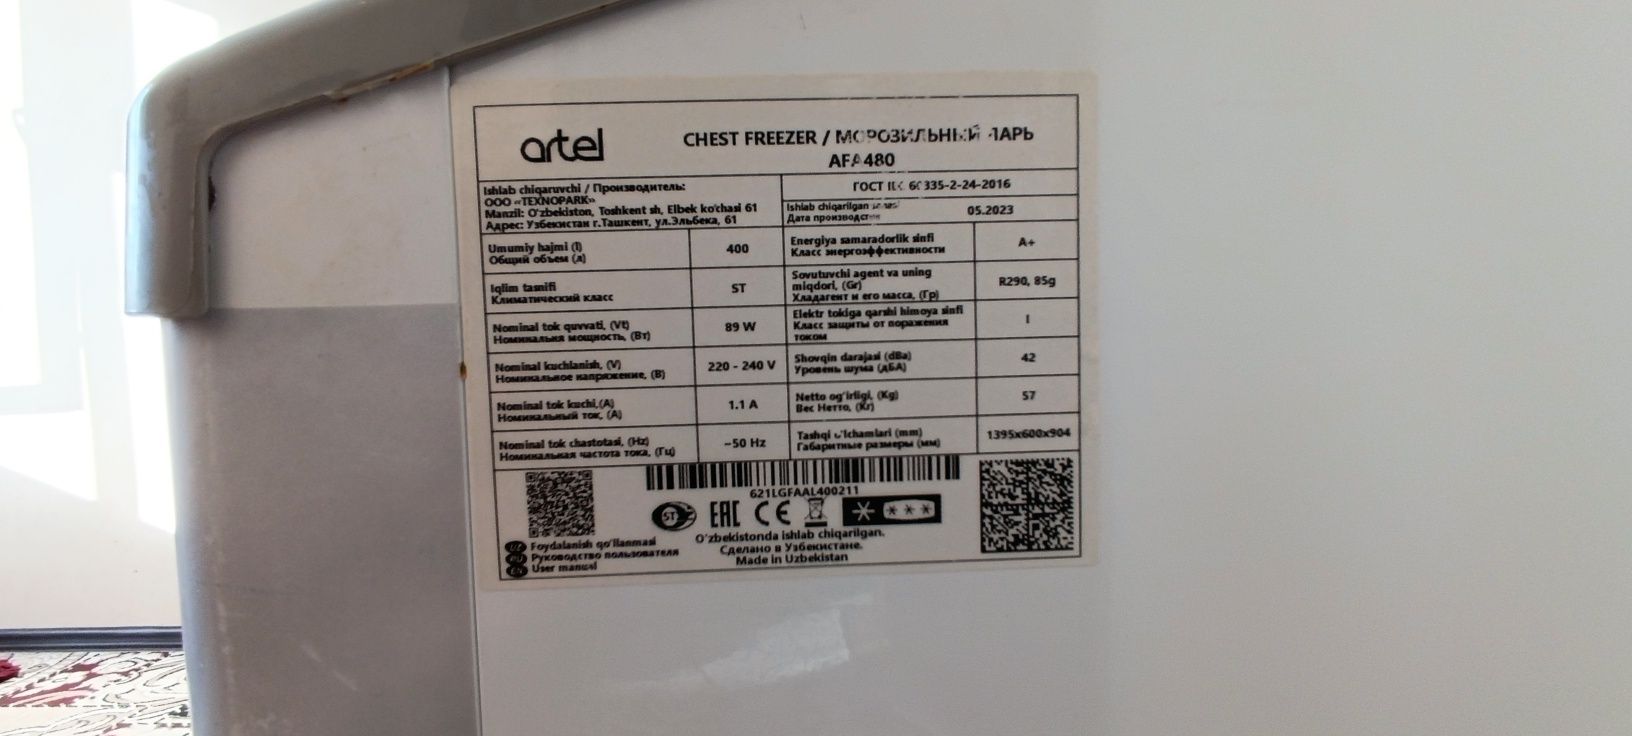 artel
CHEST FREEZER / МОРОЗИЛЬНЫЙ ЛАРЬ
AFA480
Ishlab chiqaruvchi / Производитель:
ООО «TEXNOPARK»
Manzil: O'zbekiston, Toshkent sh, Elbek ko'chasi 61
Адрес: Узбекистан г.Ташкент, ул.Эльбека, 61
ГОСТ IEC 60335-2-24-2016
Ishlab chiqarilgan
Дата производства
05.2023
Umumiy hajmi (l)
Общий объем (л)
400
Energiya samaradorlik sinfi
Класс энергоэффективности
A+
Iqlim tasnifi
Климатический класс
ST
Sovutuvchi agent va uning
miqdori, (Gr)
Хладагент и его масса, (Гр)
R290, 85g
Nominal tok quvvati, (Vt)
Номинальная мощность, (Вт)
89 W
Elektr tokiga qarshi himoya sinfi
Класс защиты от поражения
током
I
Nominal kuchlanish, (V)
Номинальное напряжение, (В)
220 - 240 V
Shovqin darajasi (dBa)
Уровень шума (дБА)
42
Nominal tok kuchi,(A)
Номинальный ток, (А)
1.1 A
Netto og'irligi, (Kg)
Вес Нетто, (Кг)
57
Nominal tok chastotasi, (Hz)
Номинальная частота тока, (Гц)
~50 Hz
Tashqi o'lchamlari (mm)
Габаритные размеры (мм)
1395x600x904
621LGFAAL400211
ST EAC CE
O'zbekistonda ishlab chiqarilgan.
Сделано в Узбекистане.
Made in Uzbekistan
UZ Foydalanish qo'llanmasi
RU Руководство пользователя
EN User manual